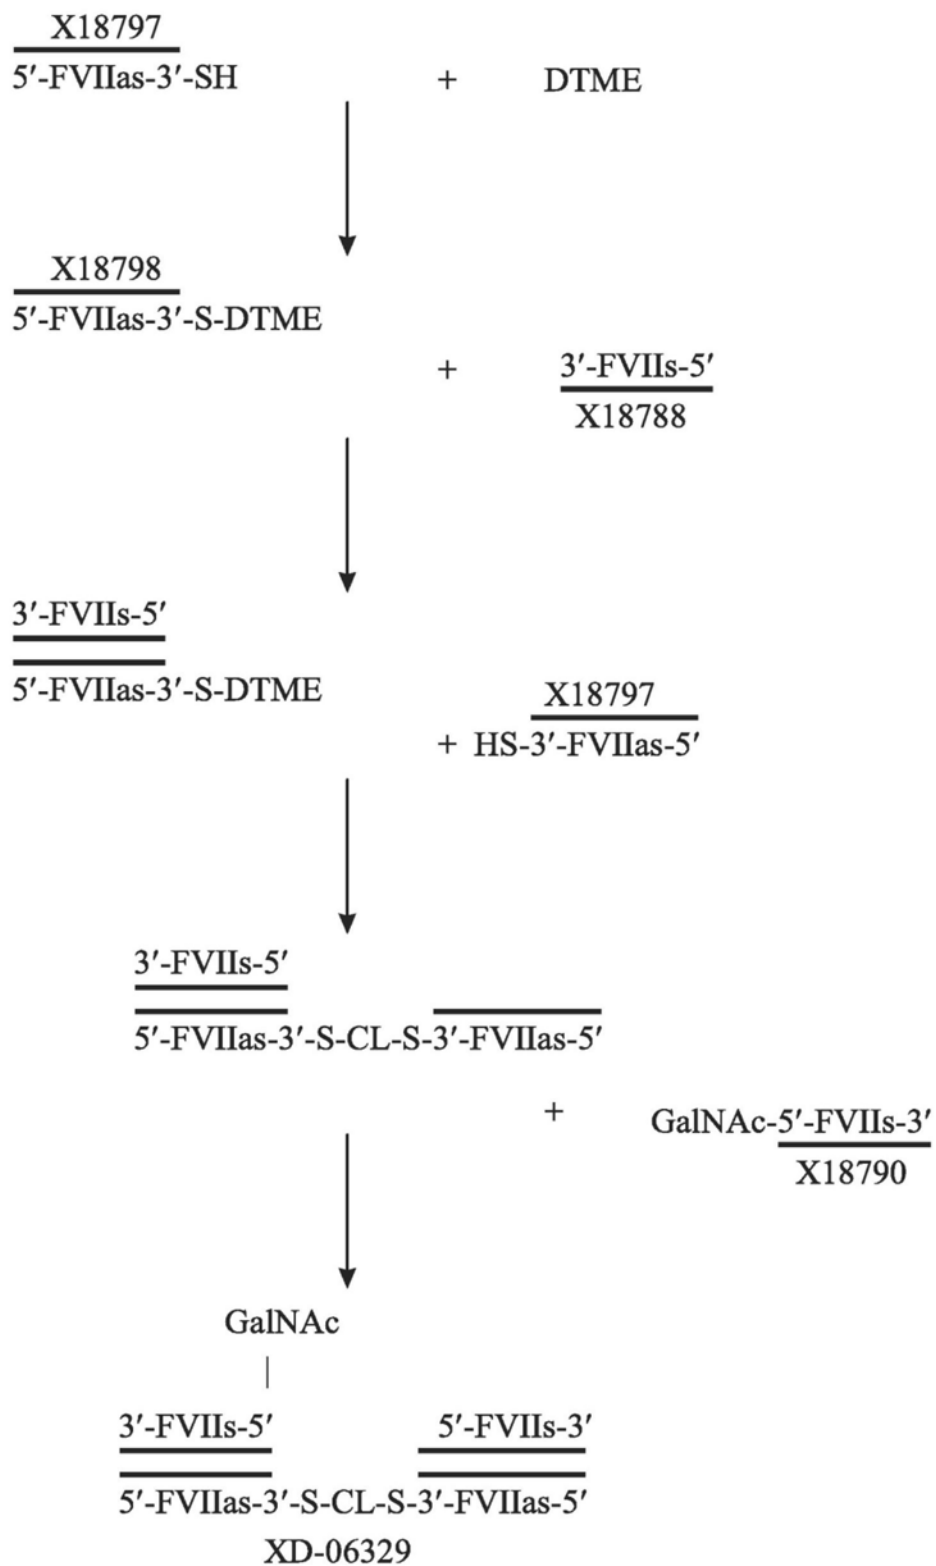 X18797
5′-FVIIas-3′-SH + DTME
X18798
5′-FVIIas-3′-S-DTME
+ 3′-FVIIs-5′
X18788
3′-FVIIs-5′
5′-FVIIas-3′-S-DTME
X18797
+ HS-3′-FVIIas-5′
3′-FVIIs-5′
5′-FVIIas-3′-S-CL-S-3′-FVIIas-5′
+ GalNAc-5′-FVIIs-3′
X18790
GalNAc
3′-FVIIs-5′ 5′-FVIIs-3′
5′-FVIIas-3′-S-CL-S-3′-FVIIas-5′
XD-06329